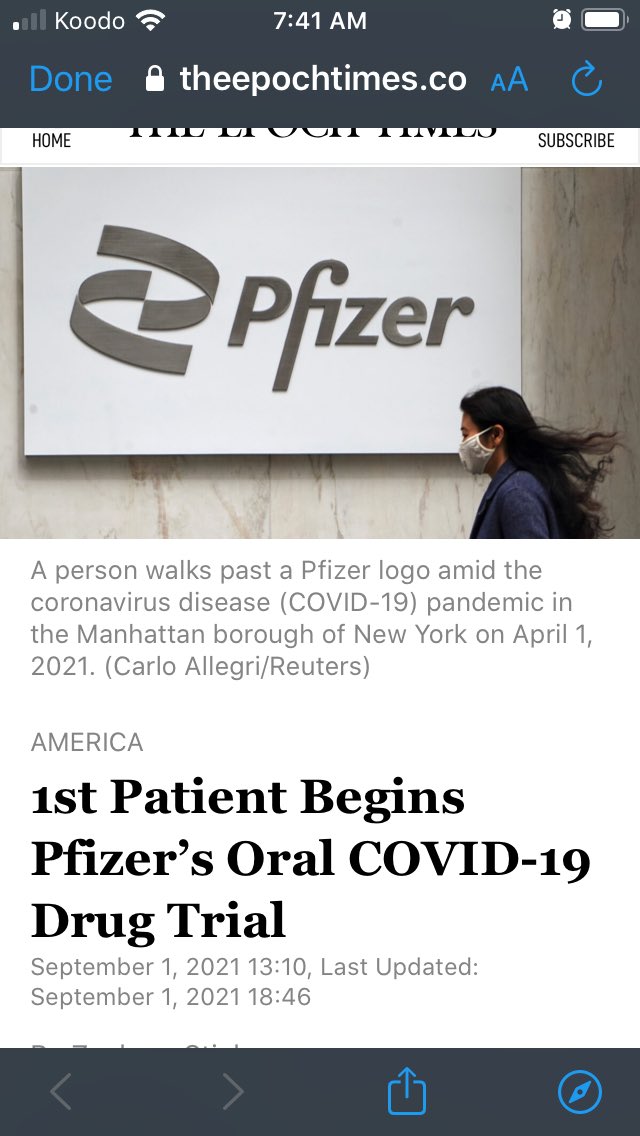 Koodo 7:41 AM
Done theepochtimes.co AA
HOME THE EPOCH TIMES SUBSCRIBE
Pfizer
A person walks past a Pfizer logo amid the
coronavirus disease (COVID-19) pandemic in
the Manhattan borough of New York on April 1,
2021. (Carlo Allegri/Reuters)
AMERICA
1st Patient Begins
Pfizer’s Oral COVID-19
Drug Trial
September 1, 2021 13:10, Last Updated:
September 1, 2021 18:46